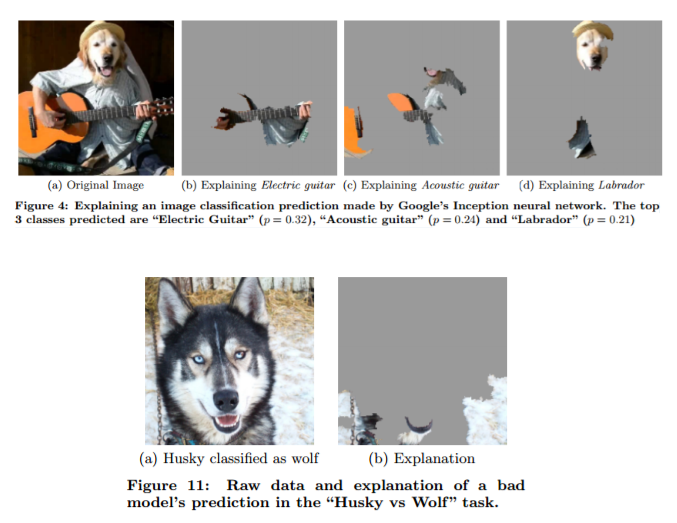 (a) Original Image
(b) Explaining Electric guitar
(c) Explaining Acoustic guitar
(d) Explaining Labrador
Figure 4: Explaining an image classification prediction made by Google's Inception neural network. The top
3 classes predicted are “Electric Guitar” (p = 0.32), “Acoustic guitar” (p = 0.24) and “Labrador” (p = 0.21)
(a) Husky classified as wolf
(b) Explanation
Figure 11: Raw data and explanation of a bad
model's prediction in the “Husky vs Wolf” task.